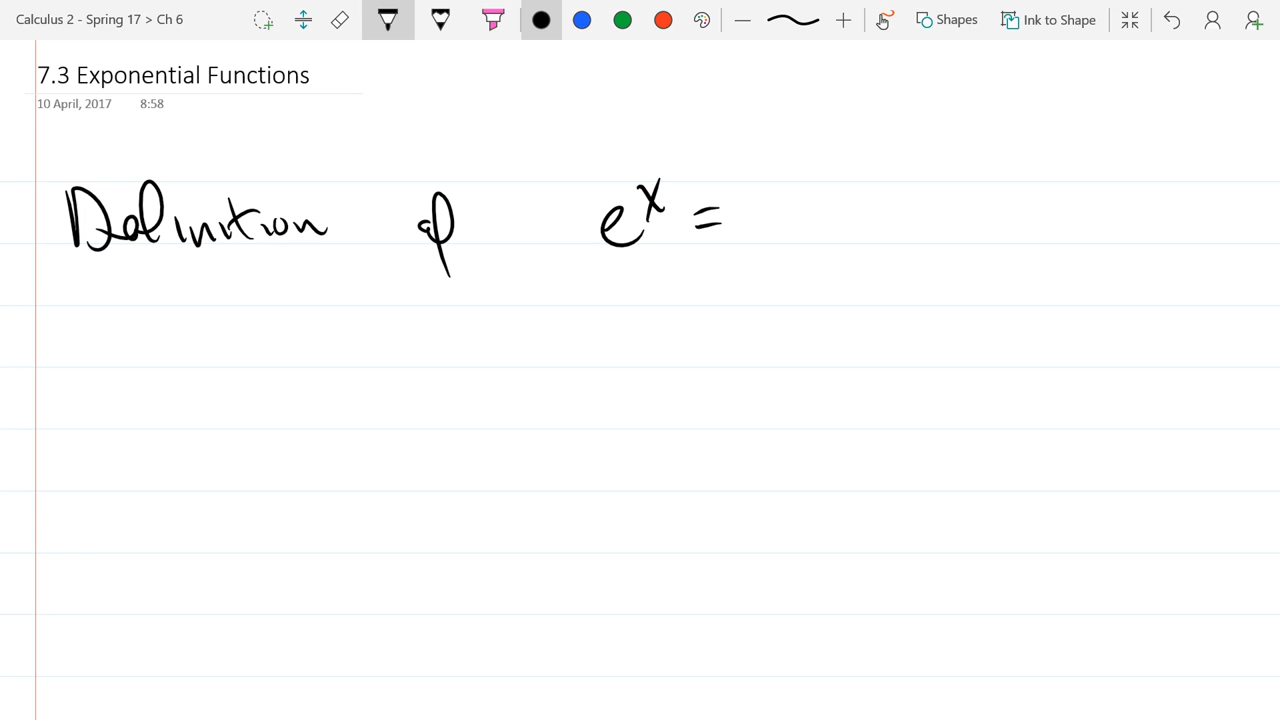 Calculus 2 - Spring 17 > Ch 6 Shapes Ink to Shape
7.3 Exponential Functions
10 April, 2017 8:58
Definition of e^x =